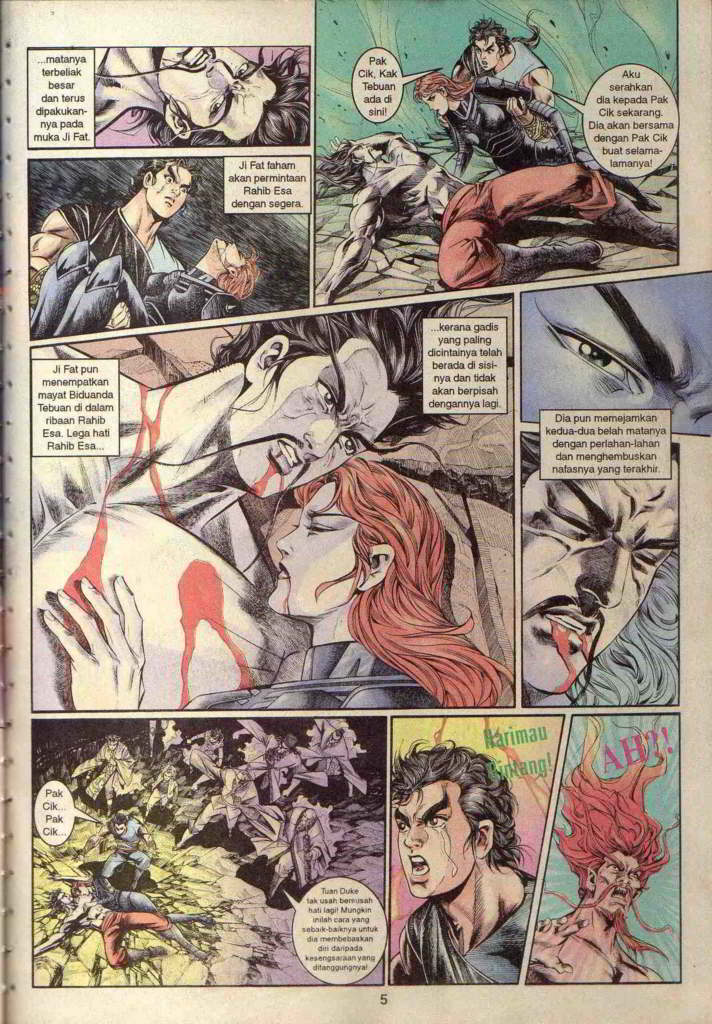 ...matanya
terbeliak
besar
dan terus
dipakukan-
nya pada
muka Ji Fat.
Ji Fat faham
akan permintaan
Rahib Esa
dengan segera.
Pak
Cik, Kak
Tebuan
ada di
sini!
Aku
serahkan
dia kepada Pak
Cik sekarang.
Dia akan bersama
dengan Pak Cik
buat selama-
lamanya!
Ji Fat pun
menempatkan
mayat Biduanda
Tebuan di dalam
ribaan Rahib
Esa. Lega hati
Rahib Esa...
...kerana gadis
yang paling
dicintainya telah
berada di sisi-
nya dan tidak
akan berpisah
dengannya lagi.
Dia pun memejamkan
kedua-dua belah matanya
dengan perlahan-lahan
dan menghembuskan
nafasnya yang terakhir.
Pak
Cik...
Pak
Cik...
Tuan Duke
tak usah bersusah
hati lagi! Mungkin
inilah cara yang
sebaik-baiknya untuk
dia membebaskan
diri daripada
kesengsaraan yang
ditanggungnya!
Harimau
Bintang!
AH?!
5